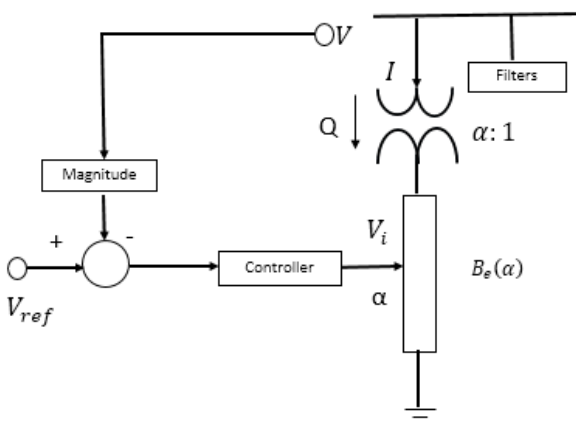 V
I
Filters
Q
α: 1
Magnitude
+
-
V_i
Controller
B_e(α)
V_ref
α